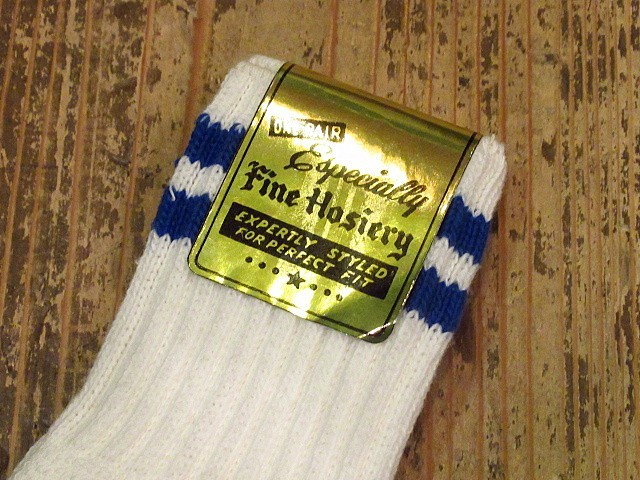 ONE PAIR
Especially
Fine Hosiery
EXPERTLY STYLED
FOR PERFECT FIT